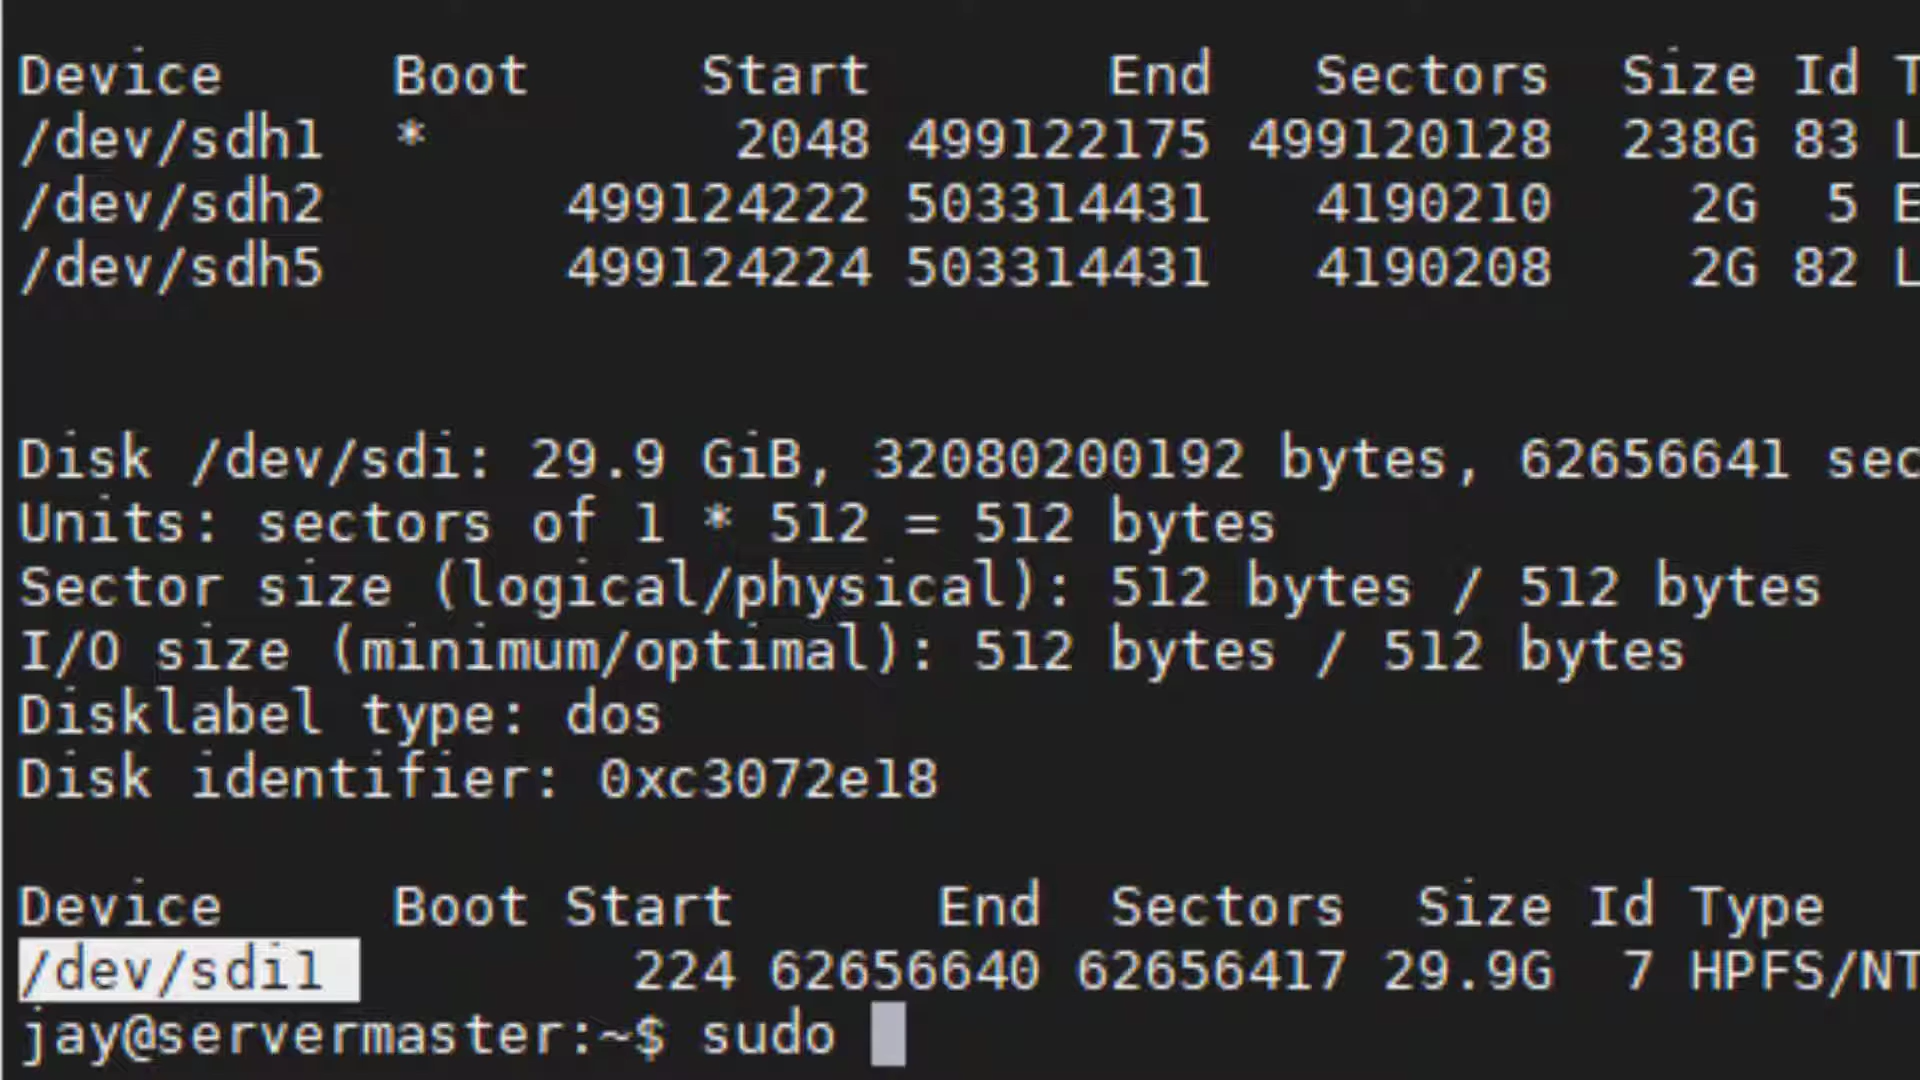 Device Boot Start End Sectors Size Id T
/dev/sdh1 * 2048 499122175 499120128 238G 83 L
/dev/sdh2 499124222 503314431 4190210 2G 5 E
/dev/sdh5 499124224 503314431 4190208 2G 82 L
Disk /dev/sdi: 29.9 GiB, 32080200192 bytes, 62656641 sec
Units: sectors of 1 * 512 = 512 bytes
Sector size (logical/physical): 512 bytes / 512 bytes
I/O size (minimum/optimal): 512 bytes / 512 bytes
Disklabel type: dos
Disk identifier: 0xc3072e18
Device Boot Start End Sectors Size Id Type
/dev/sdi1 224 62656640 62656417 29.9G 7 HPFS/NT
jay@servermaster:~$ sudo